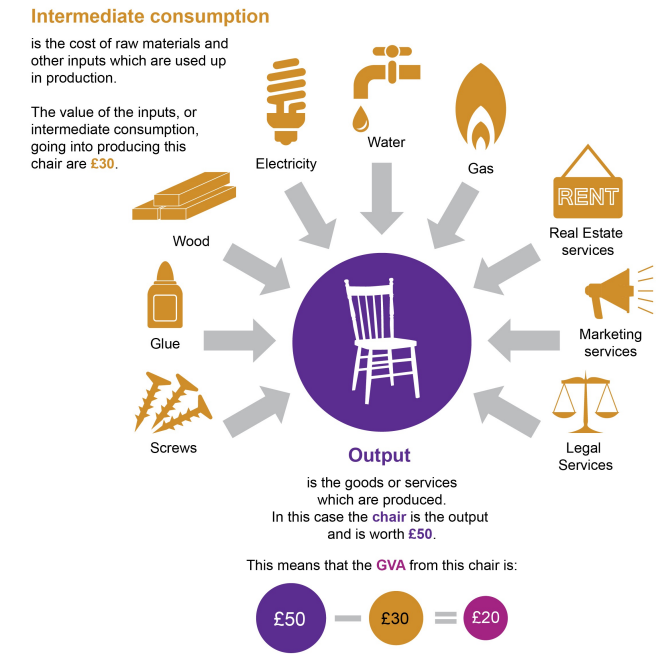 Intermediate consumption
is the cost of raw materials and
other inputs which are used up
in production.
The value of the inputs, or
intermediate consumption,
going into producing this
chair are £30.
Electricity
Water
Gas
RENT
Real Estate
services
Wood
Glue
Marketing
services
Screws
Legal
Services
Output
is the goods or services
which are produced.
In this case the chair is the output
and is worth £50.
This means that the GVA from this chair is:
£50 — £30 = £20